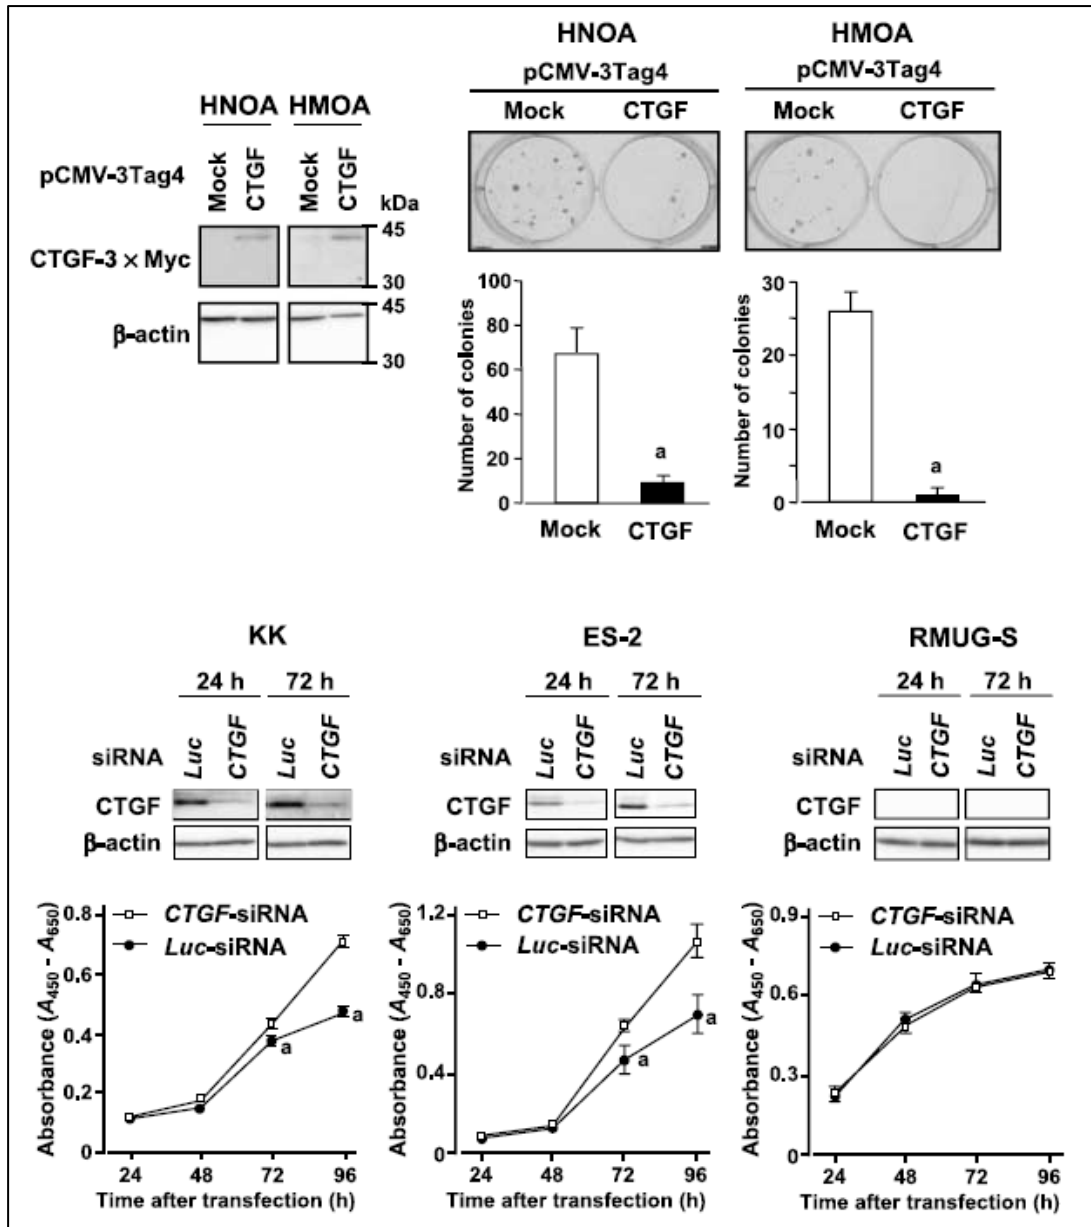 HNOA HMOA
pCMV-3Tag4
Mock CTGF Mock CTGF
kDa
CTGF-3 × Myc
45
30
β-actin
45
30
HNOA
pCMV-3Tag4
Mock CTGF
Number of colonies
100
80
60
40
20
0
a
Mock CTGF
HMOA
pCMV-3Tag4
Mock CTGF
Number of colonies
30
20
10
0
a
Mock CTGF
KK
24 h 72 h
siRNA Luc CTGF Luc CTGF
CTGF
β-actin
Absorbance (A450 - A650)
0.8
0.6
0.4
0.2
0
CTGF-siRNA
Luc-siRNA
a
a
24 48 72 96
Time after transfection (h)
ES-2
24 h 72 h
siRNA Luc CTGF Luc CTGF
CTGF
β-actin
Absorbance (A450 - A650)
1.2
0.8
0.4
0
CTGF-siRNA
Luc-siRNA
a
a
24 48 72 96
Time after transfection (h)
RMUG-S
24 h 72 h
siRNA Luc CTGF Luc CTGF
CTGF
β-actin
Absorbance (A450 - A650)
0.9
0.6
0.3
0
CTGF-siRNA
Luc-siRNA
24 48 72 96
Time after transfection (h)